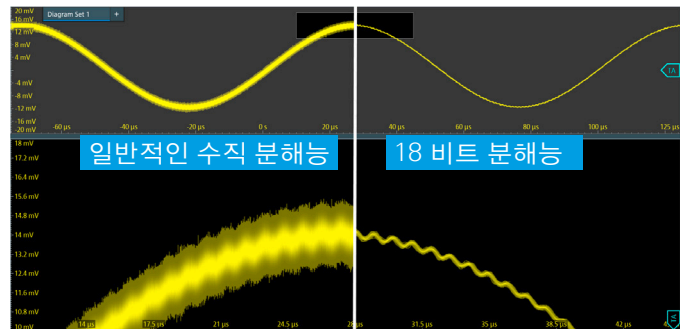 20 mV
Diagram Set 1 +
16 mV
12 mV
8 mV
4 mV
-4 mV
-8 mV
-12 mV
-16 mV
-20 mV
1A
-60 µs -40 µs -20 µs 0 s 20 µs 40 µs 60 µs 80 µs 100 µs 125 µs
18 mV
일반적인 수직 분해능 18 비트 분해능
17.2 mV
16.4 mV
15.6 mV
14.8 mV
14 mV
13.2 mV
12.4 mV
11.6 mV
10.8 mV
10 mV
14 µs 17.5 µs 21 µs 24.5 µs 31.5 µs 35 µs 38.5 µs 42 µs